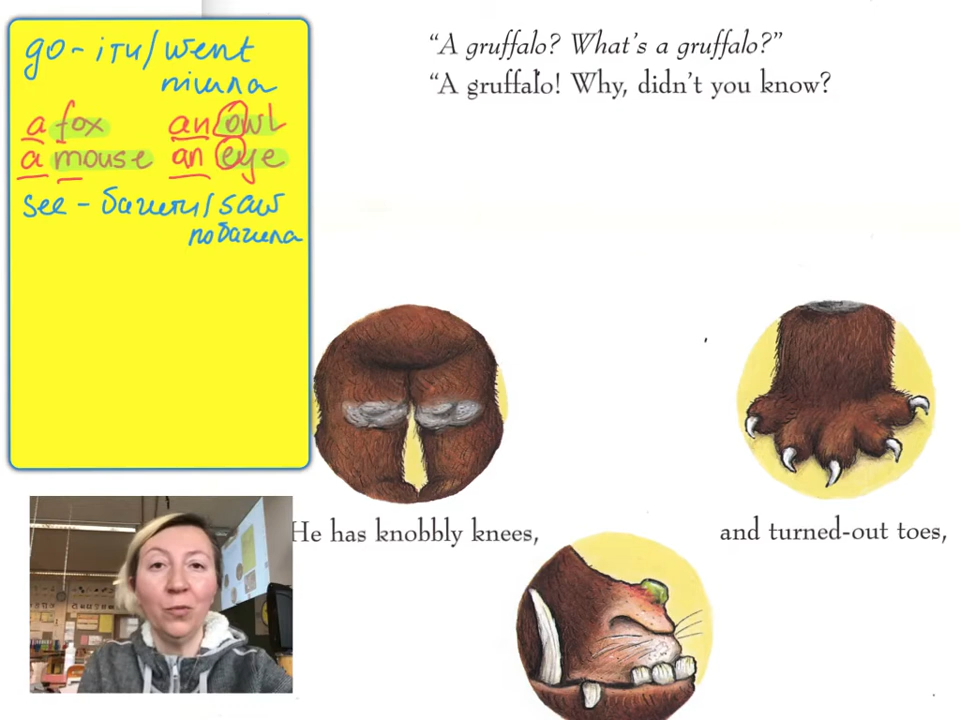 go - іти/went
пішла
a fox an owl
a mouse an eye
see - бачити/saw
побачила
“A gruffalo? What's a gruffalo?”
“A gruffalo! Why, didn't you know?
He has knobbly knees,
and turned-out toes,